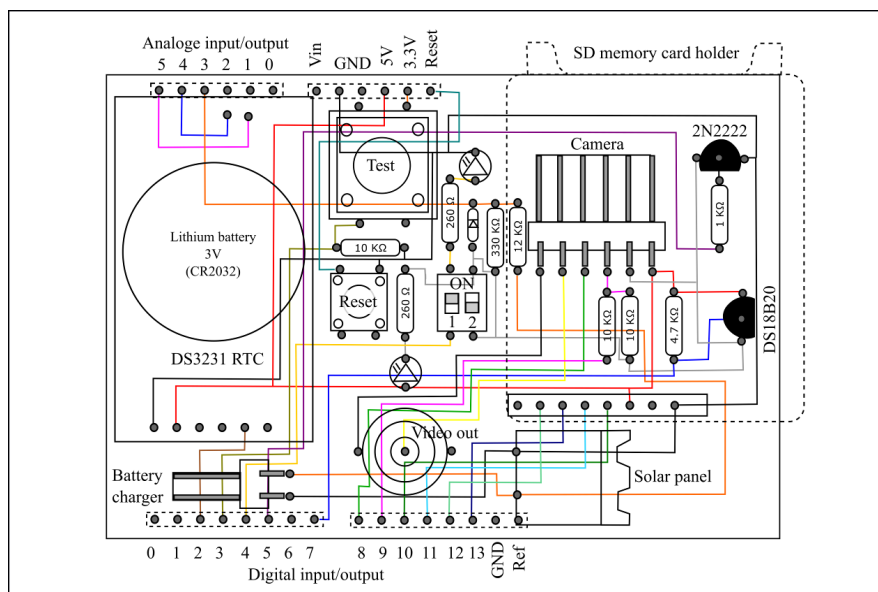 Analoge input/output
5 4 3 2 1 0
Vin
GND
5V
3.3V
Reset
SD memory card holder
2N2222
Camera
Test
260 Ω
330 KΩ
12 KΩ
1 KΩ
Lithium battery
3V
(CR2032)
10 KΩ
Reset
260 Ω
ON
1 2
10 KΩ
10 KΩ
4.7 KΩ
DS18B20
DS3231 RTC
Video out
Battery
charger
Solar panel
0 1 2 3 4 5 6 7 8 9 10 11 12 13 GND Ref
Digital input/output